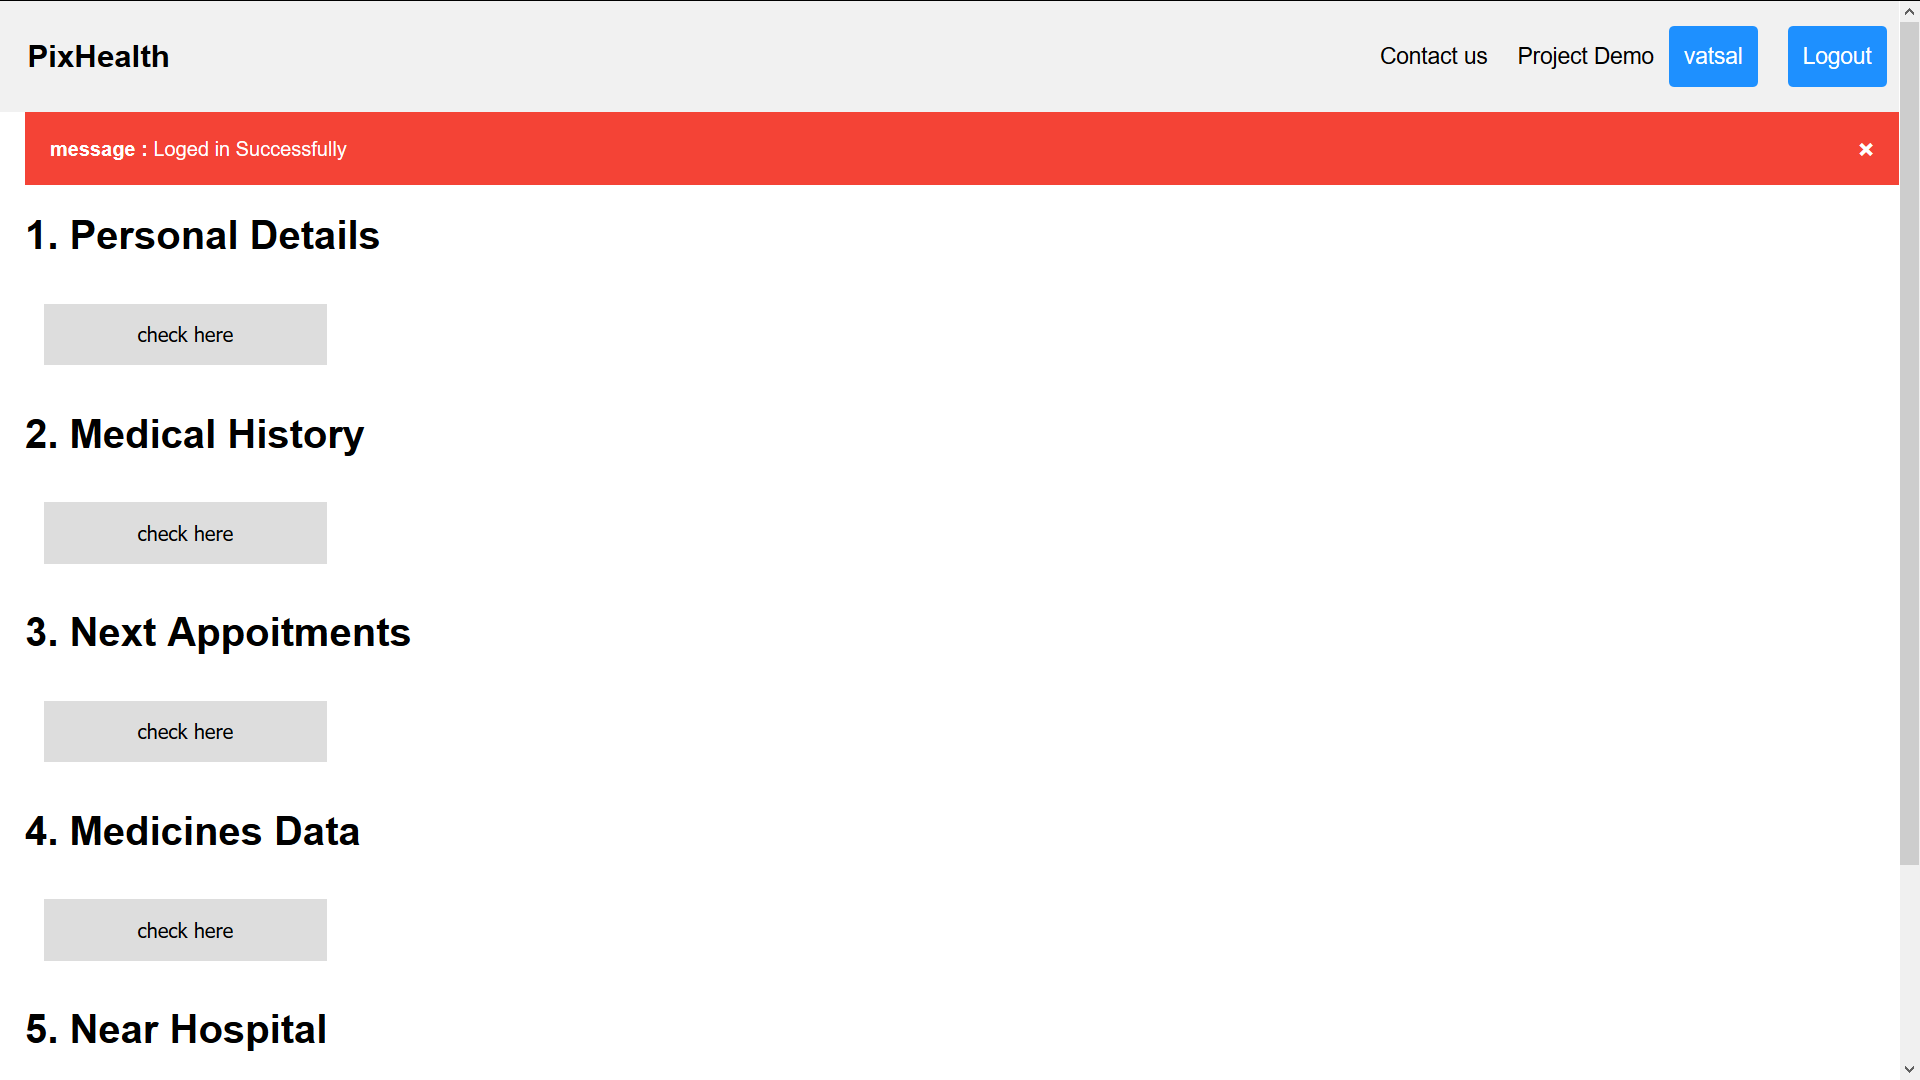 PixHealth
Contact us
Project Demo
vatsal
Logout
message : Loged in Successfully
×
1. Personal Details
check here
2. Medical History
check here
3. Next Appoitments
check here
4. Medicines Data
check here
5. Near Hospital